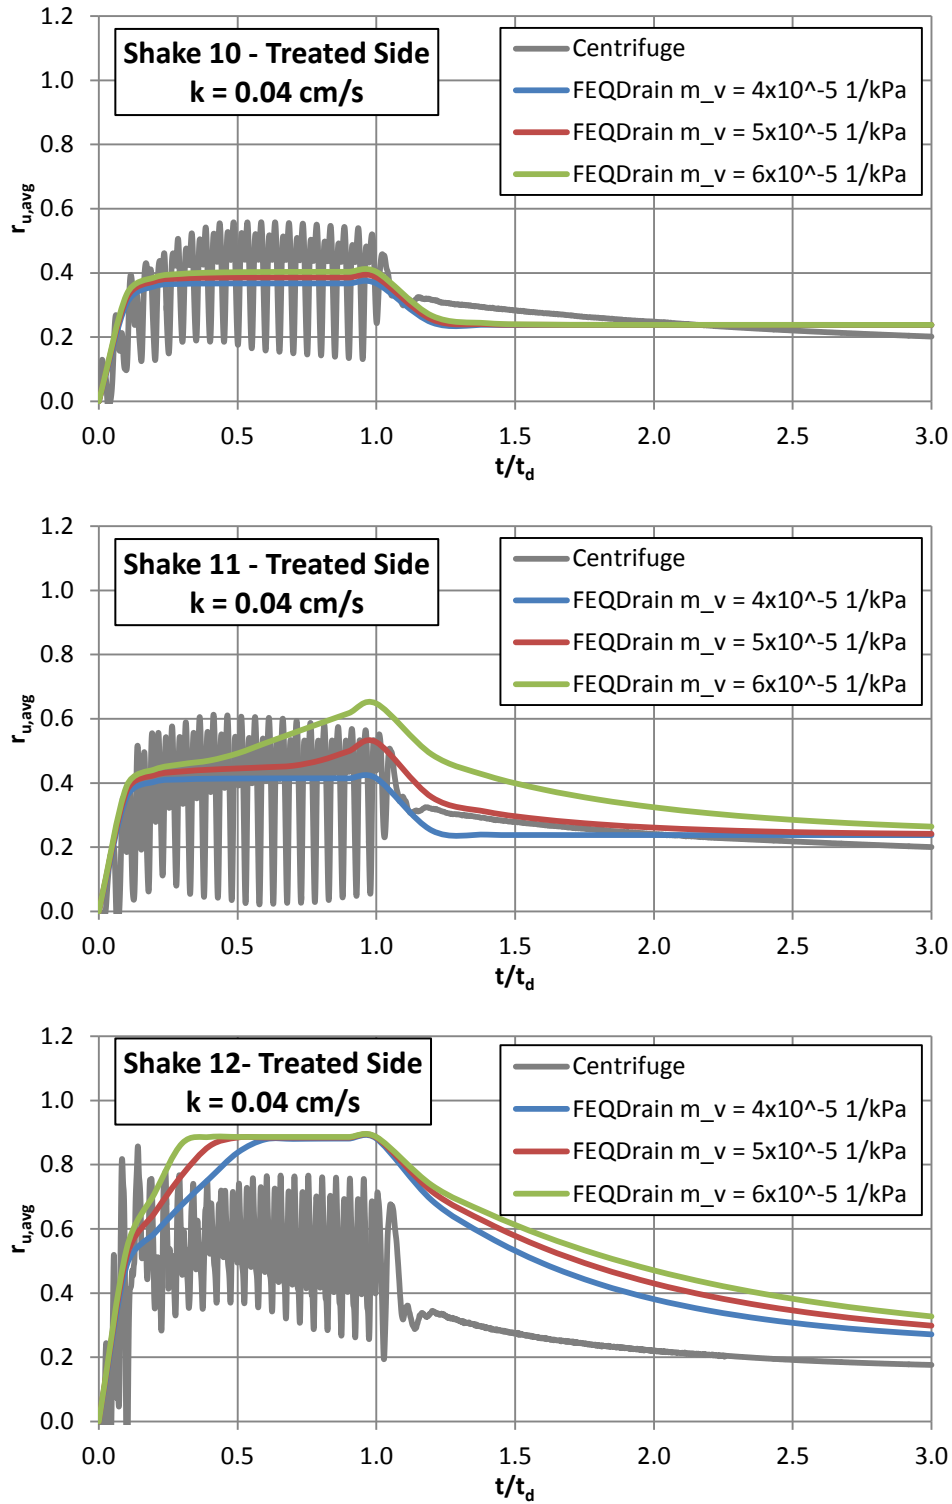 Shake 10 - Treated Side
k = 0.04 cm/s
Centrifuge
FEQDrain m_v = 4x10^-5 1/kPa
FEQDrain m_v = 5x10^-5 1/kPa
FEQDrain m_v = 6x10^-5 1/kPa
1.2
1.0
0.8
0.6
0.4
0.2
0.0
r_u,avg
0.0 0.5 1.0 1.5 2.0 2.5 3.0
t/t_d
Shake 11 - Treated Side
k = 0.04 cm/s
Centrifuge
FEQDrain m_v = 4x10^-5 1/kPa
FEQDrain m_v = 5x10^-5 1/kPa
FEQDrain m_v = 6x10^-5 1/kPa
1.2
1.0
0.8
0.6
0.4
0.2
0.0
r_u,avg
0.0 0.5 1.0 1.5 2.0 2.5 3.0
t/t_d
Shake 12- Treated Side
k = 0.04 cm/s
Centrifuge
FEQDrain m_v = 4x10^-5 1/kPa
FEQDrain m_v = 5x10^-5 1/kPa
FEQDrain m_v = 6x10^-5 1/kPa
1.2
1.0
0.8
0.6
0.4
0.2
0.0
r_u,avg
0.0 0.5 1.0 1.5 2.0 2.5 3.0
t/t_d